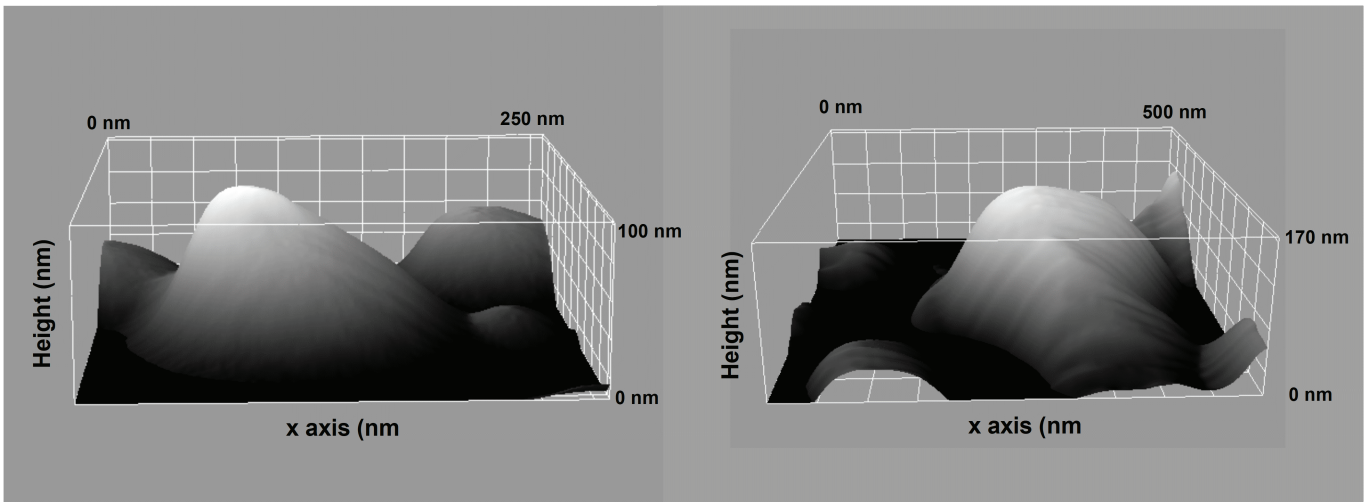 0 nm
250 nm
100 nm
0 nm
Height (nm)
x axis (nm
0 nm
500 nm
170 nm
0 nm
Height (nm)
x axis (nm